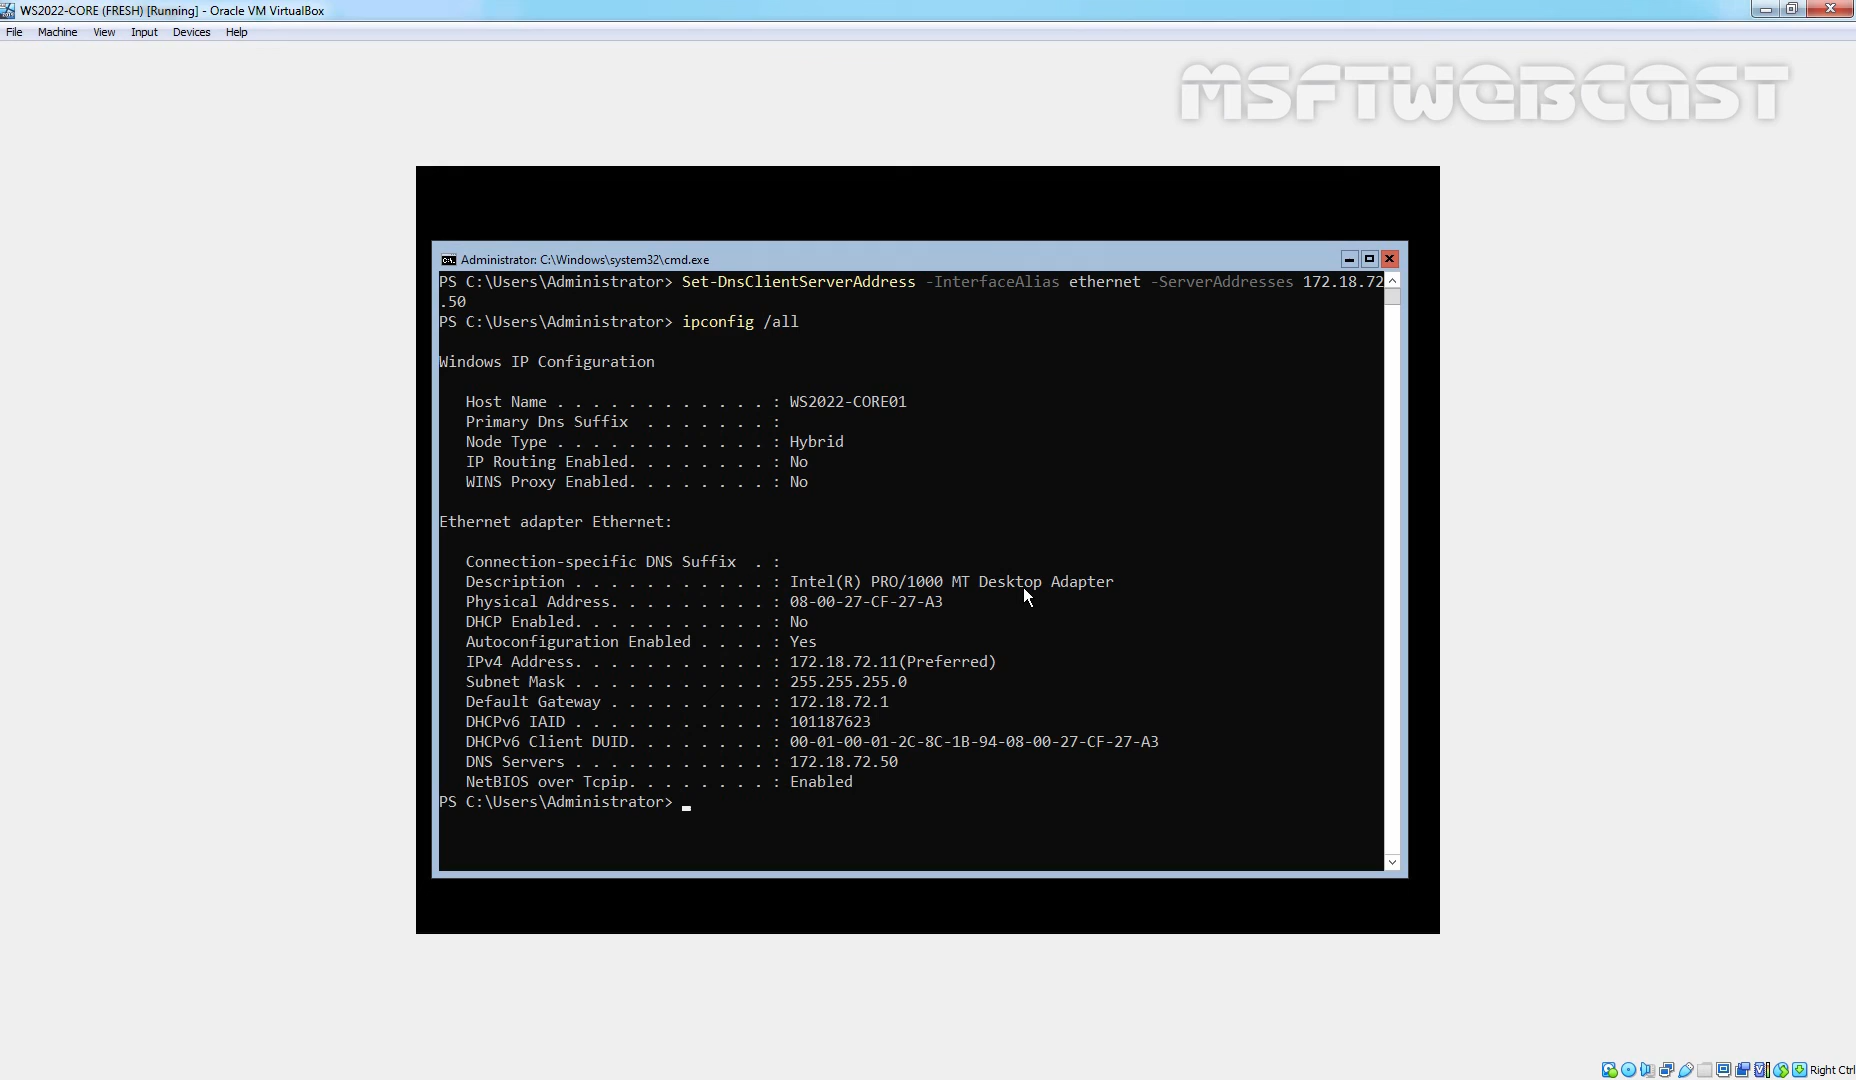 WS2022-CORE (FRESH) [Running] - Oracle VM VirtualBox
File Machine View Input Devices Help
MSFTWEBCAST
Administrator: C:\Windows\system32\cmd.exe
PS C:\Users\Administrator> Set-DnsClientServerAddress -InterfaceAlias ethernet -ServerAddresses 172.18.72
.50
PS C:\Users\Administrator> ipconfig /all
Windows IP Configuration
Host Name . . . . . . . . . . . . : WS2022-CORE01
Primary Dns Suffix  . . . . . . . :
Node Type . . . . . . . . . . . . : Hybrid
IP Routing Enabled. . . . . . . . : No
WINS Proxy Enabled. . . . . . . . : No
Ethernet adapter Ethernet:
Connection-specific DNS Suffix  . :
Description . . . . . . . . . . . : Intel(R) PRO/1000 MT Desktop Adapter
Physical Address. . . . . . . . . : 08-00-27-CF-27-A3
DHCP Enabled. . . . . . . . . . . : No
Autoconfiguration Enabled . . . . : Yes
IPv4 Address. . . . . . . . . . . : 172.18.72.11(Preferred)
Subnet Mask . . . . . . . . . . . : 255.255.255.0
Default Gateway . . . . . . . . . : 172.18.72.1
DHCPv6 IAID . . . . . . . . . . . : 101187623
DHCPv6 Client DUID. . . . . . . . : 00-01-00-01-2C-8C-1B-94-08-00-27-CF-27-A3
DNS Servers . . . . . . . . . . . : 172.18.72.50
NetBIOS over Tcpip. . . . . . . . : Enabled
PS C:\Users\Administrator>
Right Ctrl